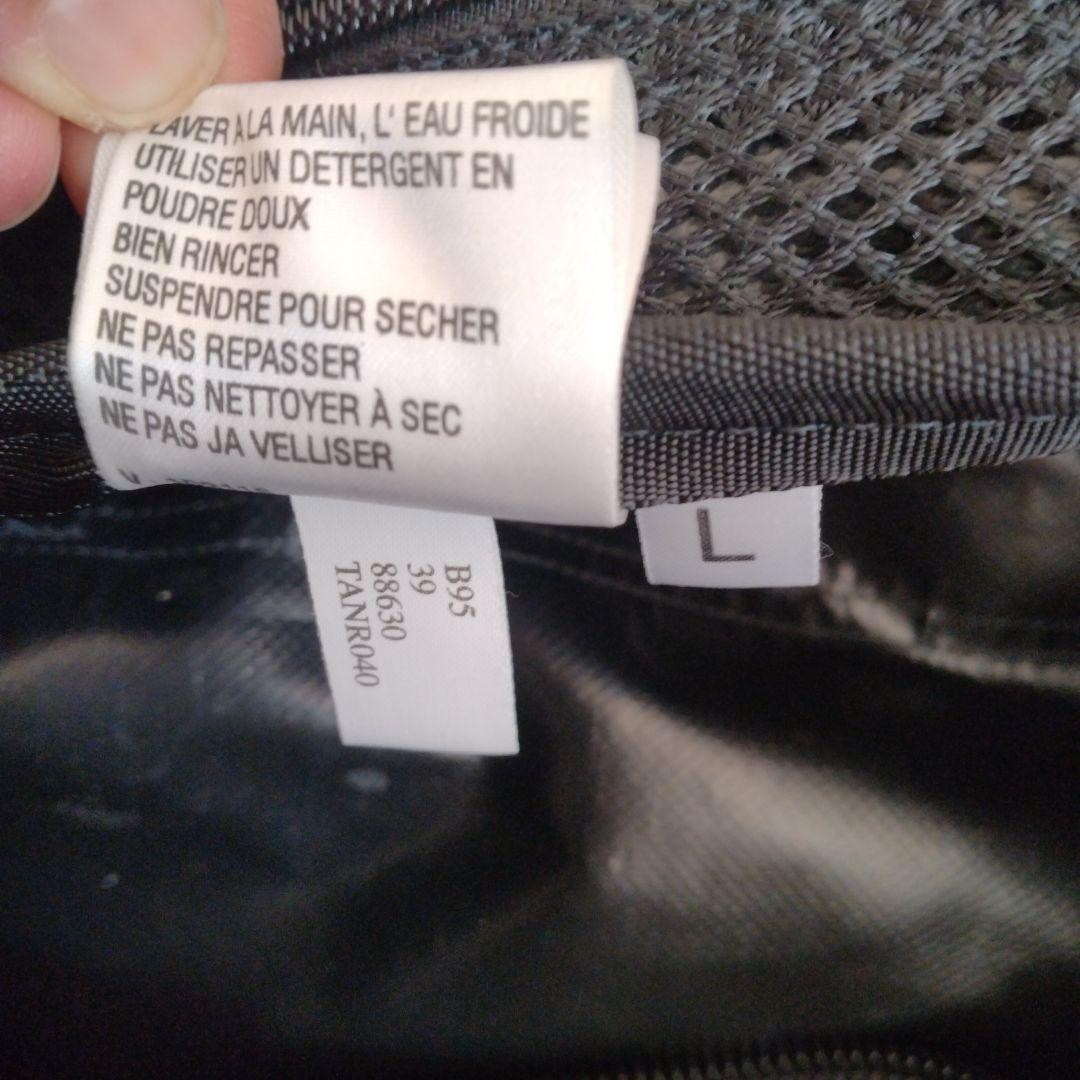 LAVER A LA MAIN, L' EAU FROIDE
UTILISER UN DETERGENT EN
POUDRE DOUX
BIEN RINCER
SUSPENDRE POUR SECHER
NE PAS REPASSER
NE PAS NETTOYER À SEC
NE PAS JA VELLISER
B95
39
88630
TANR040
L